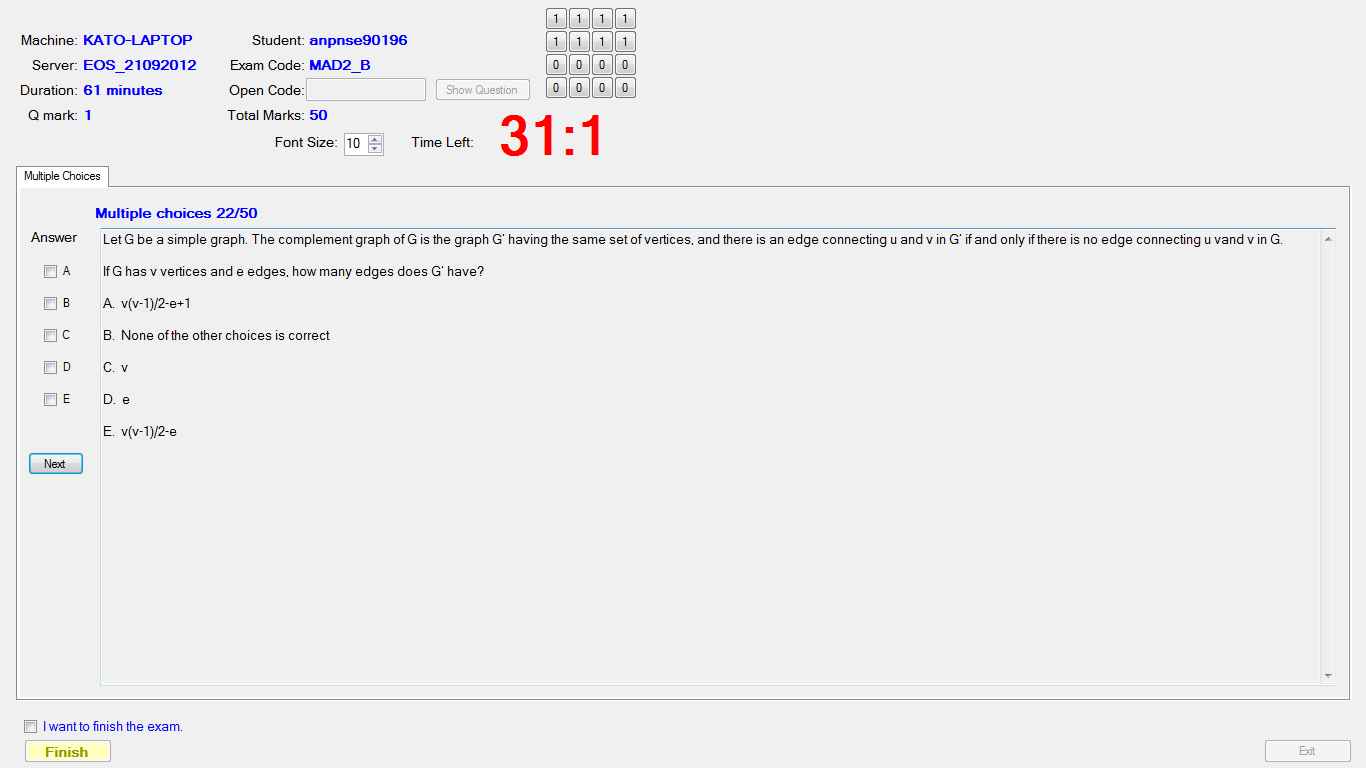 1 1 1 1
Machine: KATO-LAPTOP Student: anpnse90196 1 1 1 1
Server: EOS_21092012 Exam Code: MAD2_B 0 0 0 0
Duration: 61 minutes Open Code: Show Question 0 0 0 0
Q mark: 1 Total Marks: 50
Font Size: 10 Time Left: 31:1
Multiple Choices
Multiple choices 22/50
Answer
Let G be a simple graph. The complement graph of G is the graph G' having the same set of vertices, and there is an edge connecting u and v in G' if and only if there is no edge connecting u vand v in G.
A If G has v vertices and e edges, how many edges does G' have?
B A. v(v-1)/2-e+1
C B. None of the other choices is correct
D C. v
E D. e
E. v(v-1)/2-e
Next
I want to finish the exam.
Finish Exit